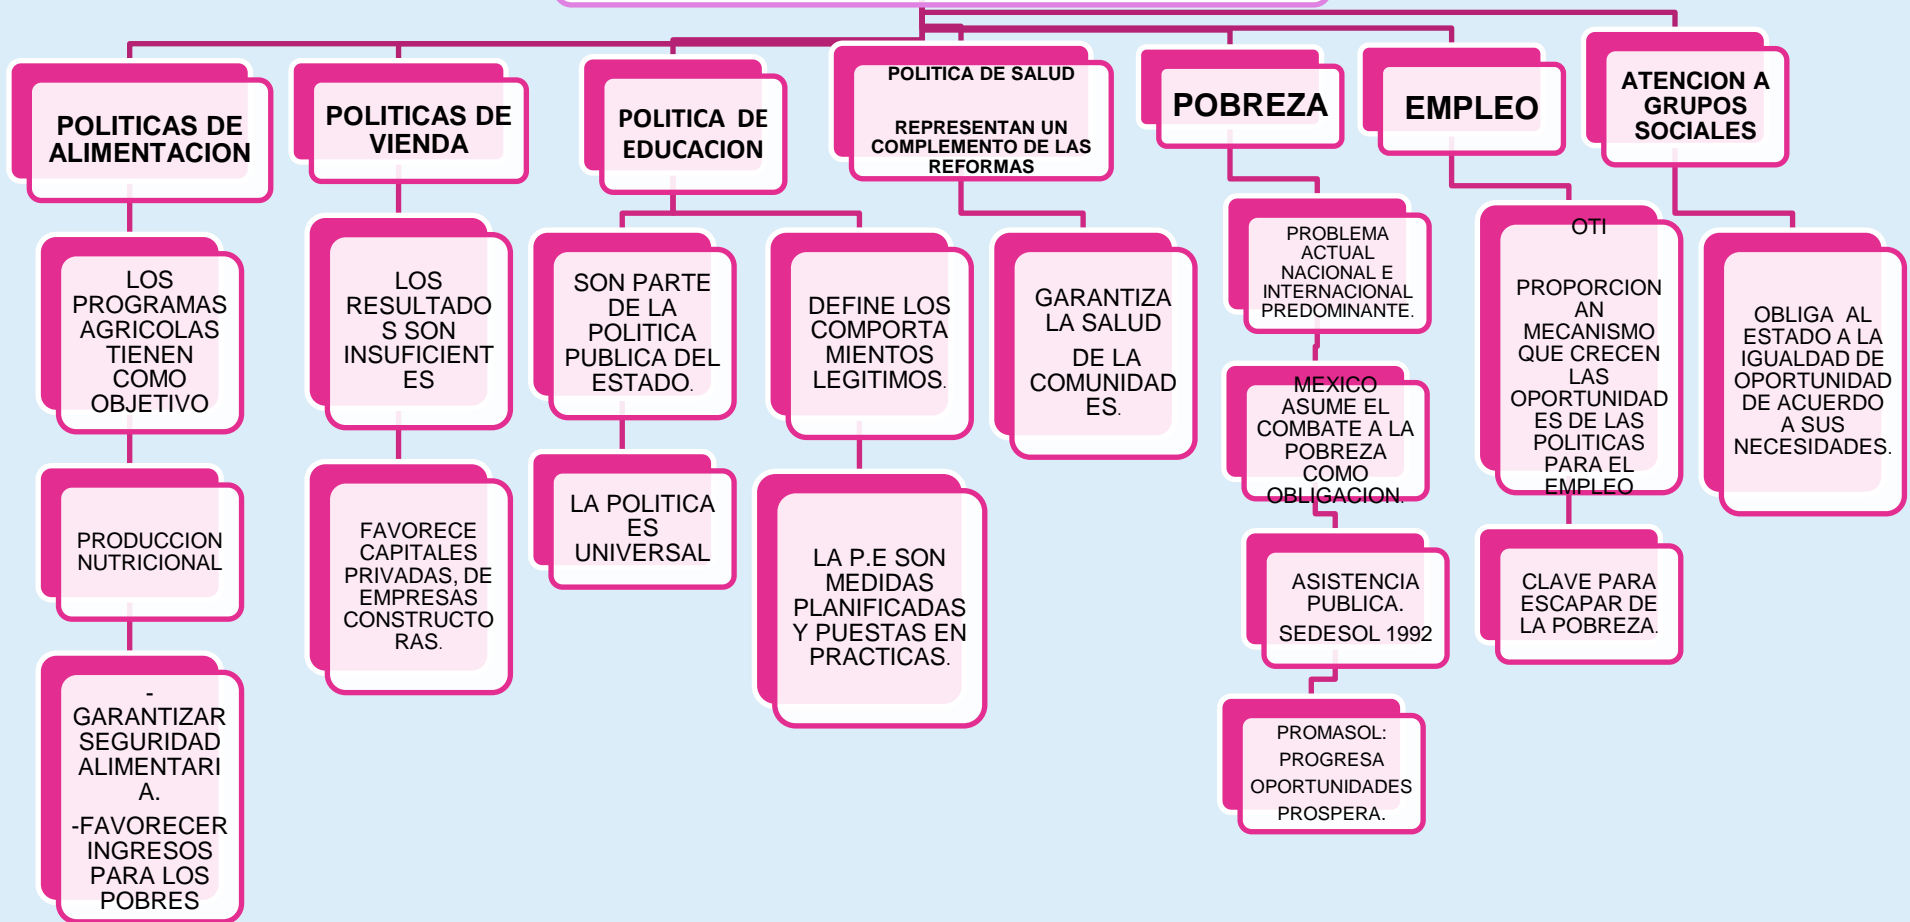 POLITICAS DE
ALIMENTACION
POLITICAS DE
VIENDA
POLITICA DE
EDUCACION
POLITICA DE SALUD
REPRESENTAN UN
COMPLEMENTO DE LAS
REFORMAS
POBREZA
EMPLEO
ATENCION A
GRUPOS
SOCIALES
LOS
PROGRAMAS
AGRICOLAS
TIENEN
COMO
OBJETIVO
LOS
RESULTADO
S SON
INSUFICIENT
ES
SON PARTE
DE LA
POLITICA
PUBLICA DEL
ESTADO.
DEFINE LOS
COMPORTA
MIENTOS
LEGITIMOS.
GARANTIZA
LA SALUD
DE LA
COMUNIDAD
ES.
PROBLEMA
ACTUAL
NACIONAL E
INTERNACIONAL
PREDOMINANTE.
OTI
PROPORCION
AN
MECANISMO
QUE CRECEN
LAS
OPORTUNIDAD
ES DE LAS
POLITICAS
PARA EL
EMPLEO
OBLIGA AL
ESTADO A LA
IGUALDAD DE
OPORTUNIDAD
DE ACUERDO
A SUS
NECESIDADES.
MEXICO
ASUME EL
COMBATE A LA
POBREZA
COMO
OBLIGACION.
PRODUCCION
NUTRICIONAL
FAVORECE
CAPITALES
PRIVADAS, DE
EMPRESAS
CONSTRUCTO
RAS.
LA POLITICA
ES
UNIVERSAL
LA P.E SON
MEDIDAS
PLANIFICADAS
Y PUESTAS EN
PRACTICAS.
ASISTENCIA
PUBLICA.
SEDESOL 1992
CLAVE PARA
ESCAPAR DE
LA POBREZA.
-
GARANTIZAR
SEGURIDAD
ALIMENTARI
A.
-FAVORECER
INGRESOS
PARA LOS
POBRES
PROMASOL:
PROGRESA
OPORTUNIDADES
PROSPERA.